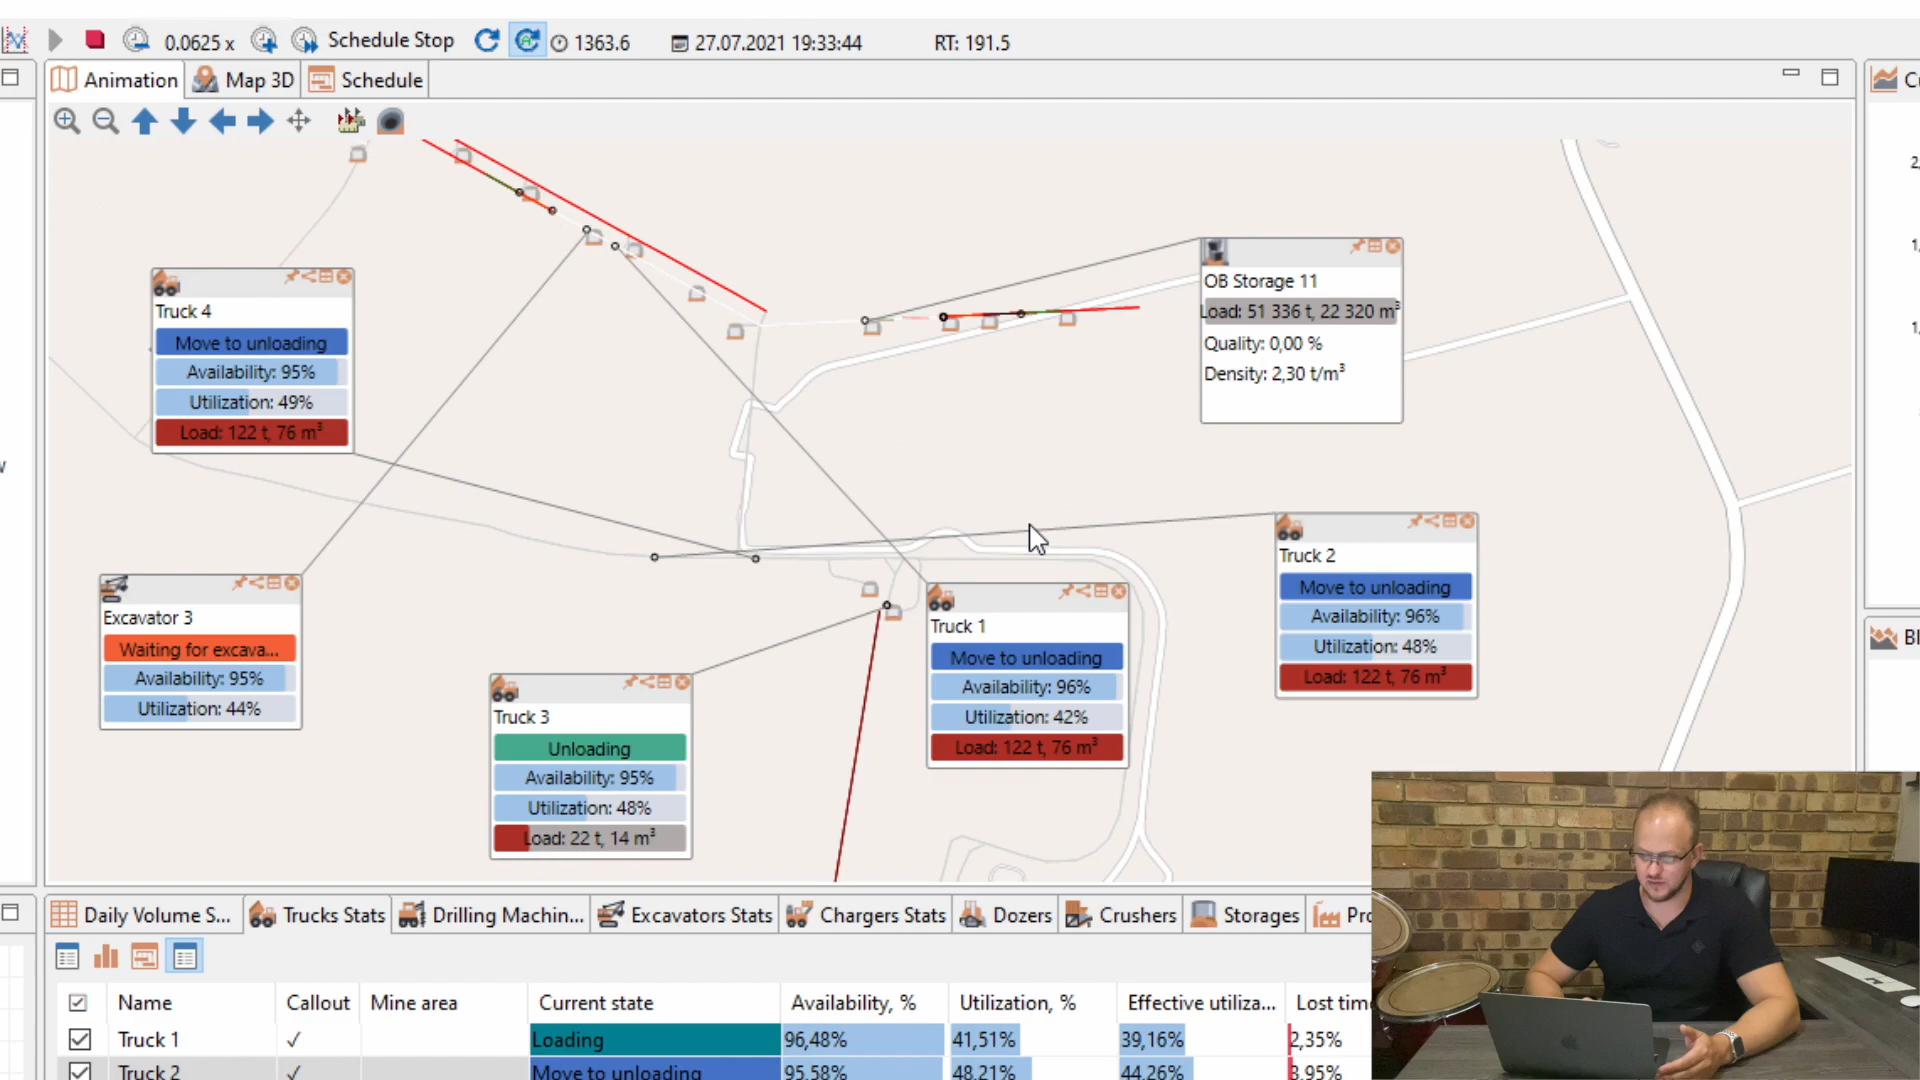 0.0625 x
Schedule Stop
1363.6
27.07.2021 19:33:44
RT: 191.5
Animation
Map 3D
Schedule
OB Storage 11
Load: 51 336 t, 22 320 m³
Quality: 0,00 %
Density: 2,30 t/m³
Truck 4
Move to unloading
Availability: 95%
Utilization: 49%
Load: 122 t, 76 m³
Truck 2
Move to unloading
Availability: 96%
Utilization: 48%
Load: 122 t, 76 m³
Excavator 3
Waiting for excava...
Availability: 95%
Utilization: 44%
Truck 1
Move to unloading
Availability: 96%
Utilization: 42%
Load: 122 t, 76 m³
Truck 3
Unloading
Availability: 95%
Utilization: 48%
Load: 22 t, 14 m³
Daily Volume S...
Trucks Stats
Drilling Machin...
Excavators Stats
Chargers Stats
Dozers
Crushers
Storages
Name Callout Mine area Current state Availability, % Utilization, % Effective utiliza... Lost
Truck 1 ✓ Loading 96,48% 41,51% 39,16% 2,35%
Truck 2 ✓ Move to unloading 95,58% 48,21% 44,26% 3,95%